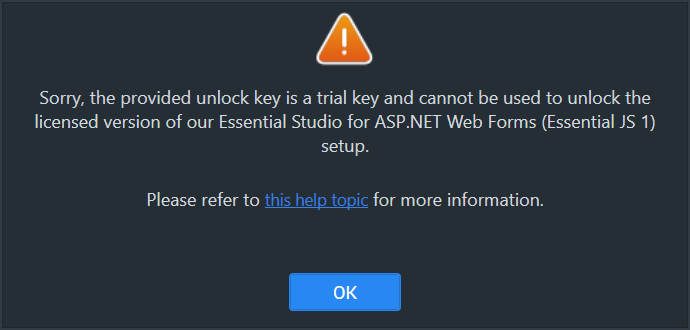 Sorry, the provided unlock key is a trial key and cannot be used to unlock the
licensed version of our Essential Studio for ASP.NET Web Forms (Essential JS 1)
setup.
Please refer to this help topic for more information.
OK